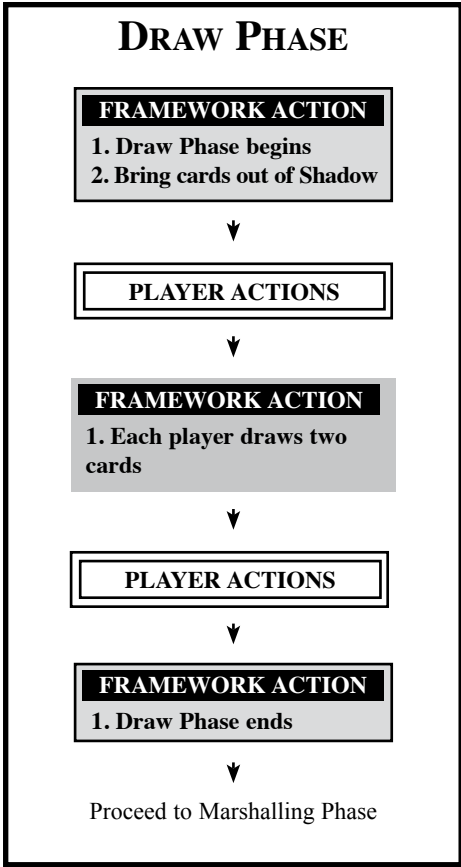 DRAW PHASE
FRAMEWORK ACTION
1. Draw Phase begins
2. Bring cards out of Shadow
PLAYER ACTIONS
FRAMEWORK ACTION
1. Each player draws two
cards
PLAYER ACTIONS
FRAMEWORK ACTION
1. Draw Phase ends
Proceed to Marshalling Phase